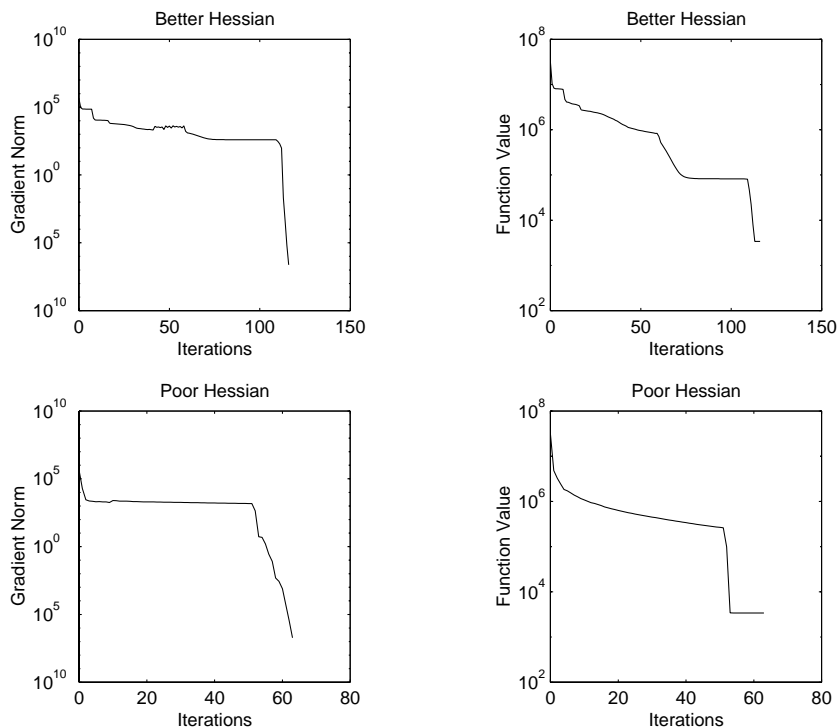 Better Hessian
10^10
10^5
10^0
10^5
10^10
Gradient Norm
0 50 100 150
Iterations
Better Hessian
10^8
10^6
10^4
10^2
Function Value
0 50 100 150
Iterations
Poor Hessian
10^10
10^5
10^0
10^5
10^10
Gradient Norm
0 20 40 60 80
Iterations
Poor Hessian
10^8
10^6
10^4
10^2
Function Value
0 20 40 60 80
Iterations